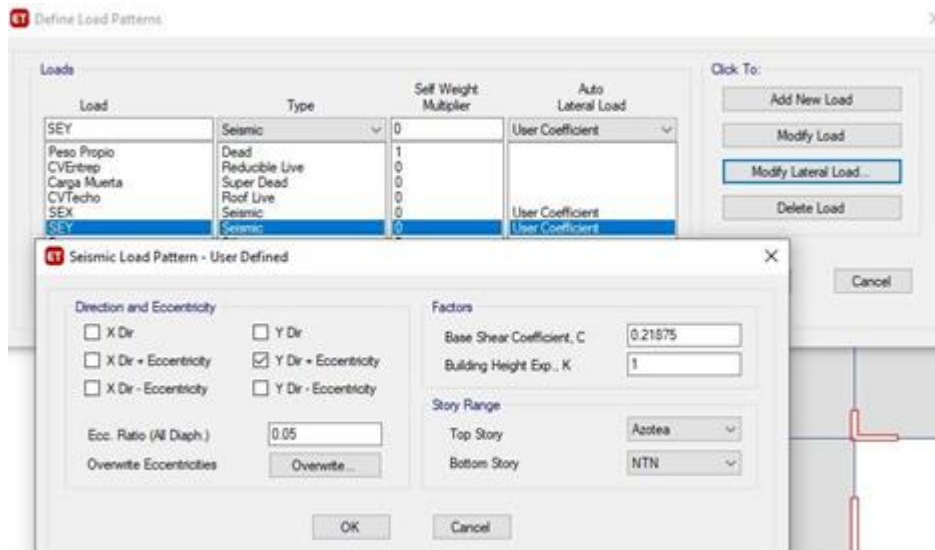 ET Define Load Patterns
Loads
Click To:
Load Type Self Weight Multiplier Auto Lateral Load
SEY Seismic 0 User Coefficient
Peso Propio Dead 1
CVEntrep Reducible Live 0
Carga Muerta Super Dead 0
CVTecho Roof Live 0
SEX Seismic 0 User Coefficient
SEY Seismic 0 User Coefficient
Add New Load
Modify Load
Modify Lateral Load...
Delete Load
Cancel
ET Seismic Load Pattern - User Defined
Direction and Eccentricity
X Dir Y Dir
X Dir + Eccentricity Y Dir + Eccentricity
X Dir - Eccentricity Y Dir - Eccentricity
Ecc. Ratio (All Diaph.) 0.05
Overwrite Eccentricities Overwrite...
Factors
Base Shear Coefficient, C 0.21875
Building Height Exp., K 1
Story Range
Top Story Azotea
Bottom Story NTN
OK Cancel